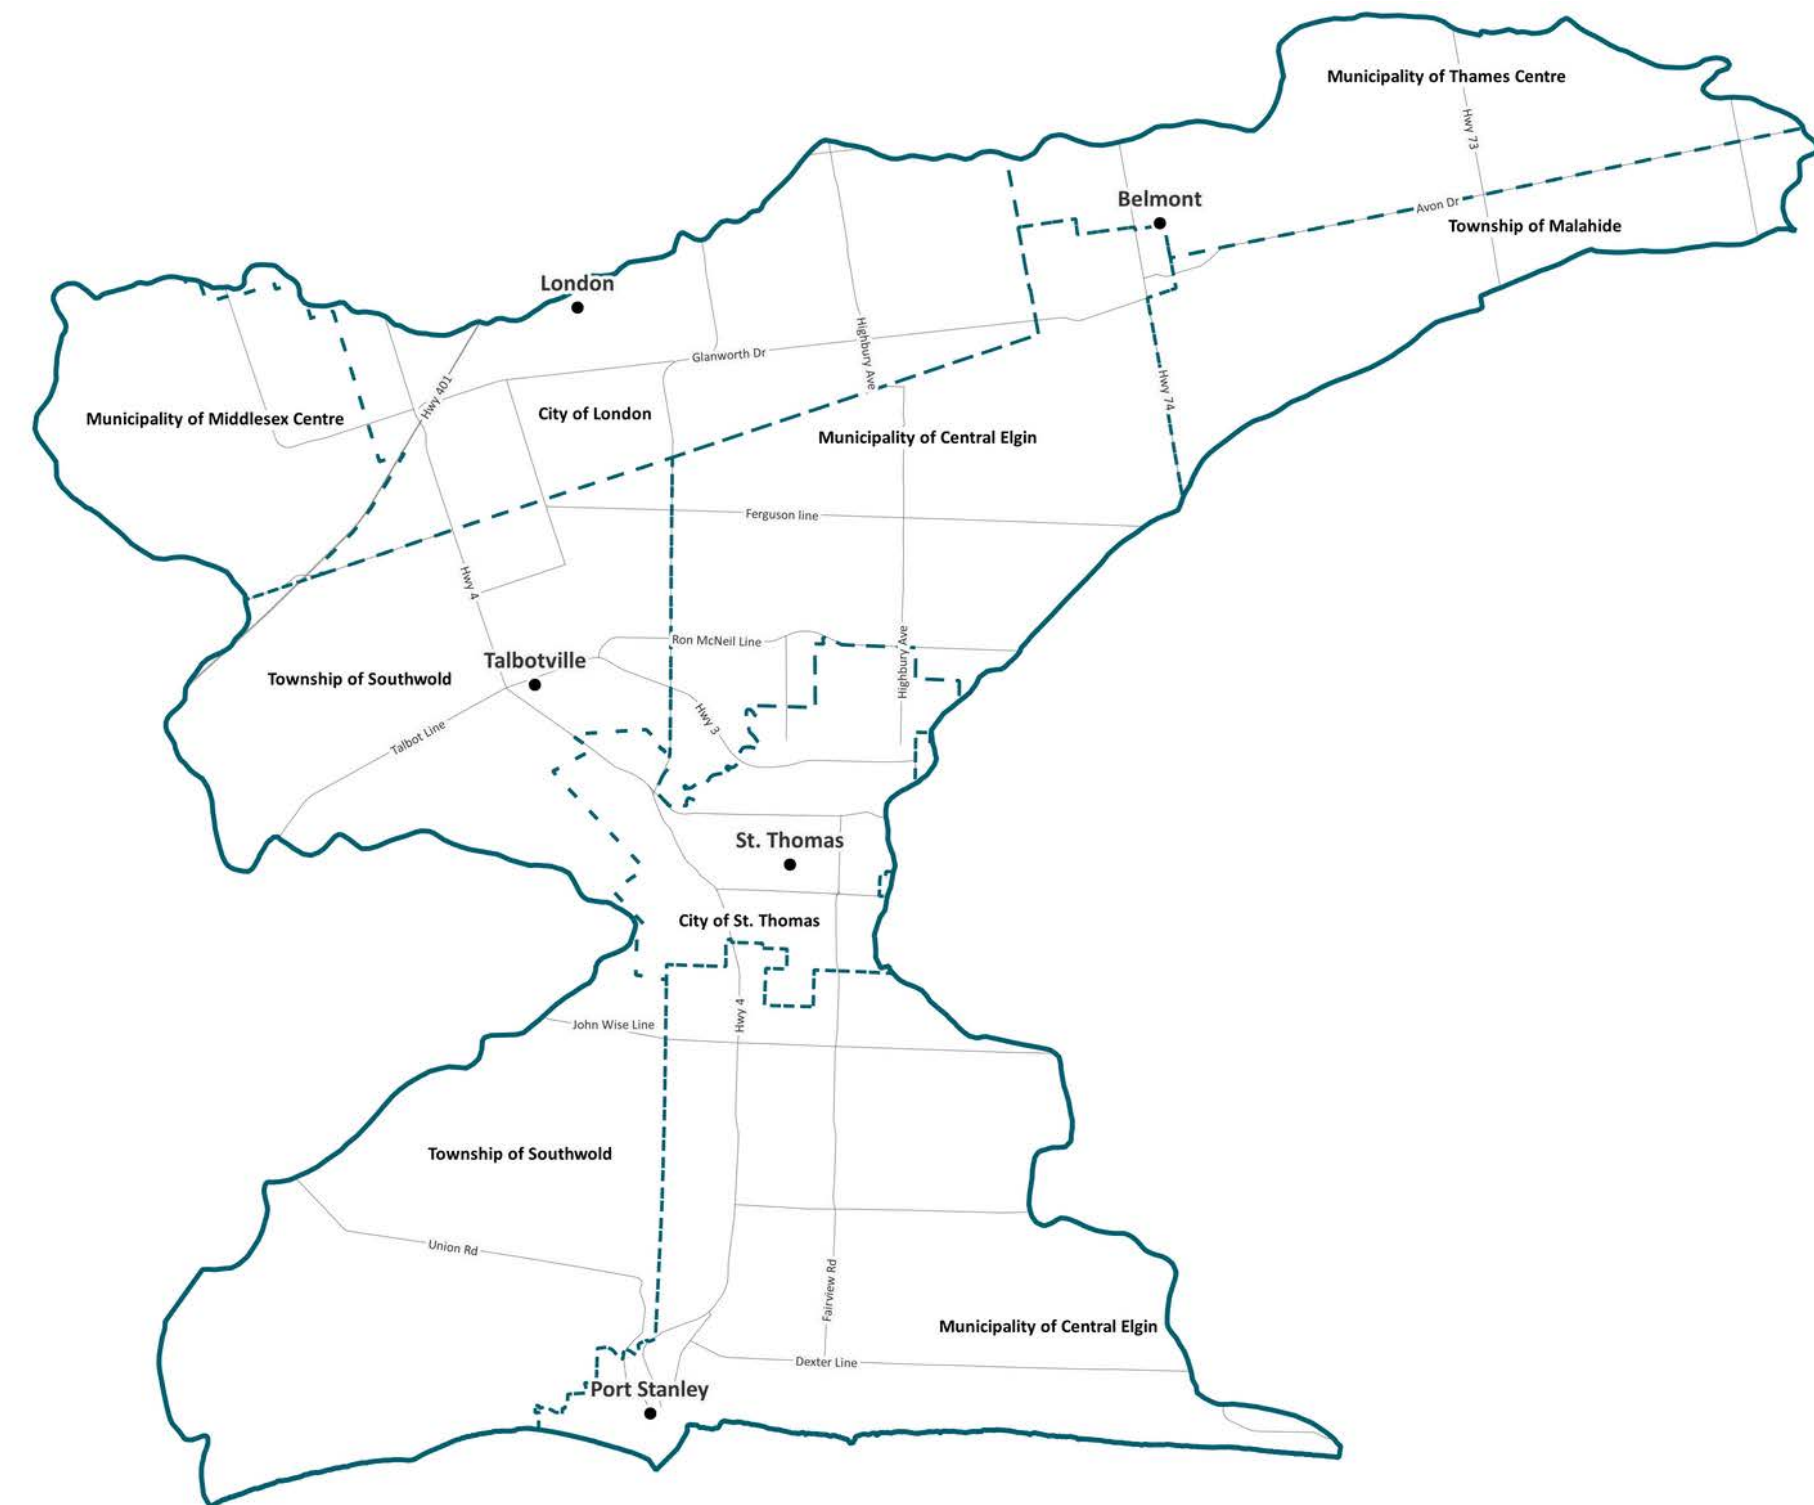 Municipality of Thames Centre
Hwy 73
Belmont
Avon Dr
Township of Malahide
London
Highbury Ave
Glanworth Dr
Hwy 401
Hwy 74
City of London
Municipality of Middlesex Centre
Municipality of Central Elgin
Ferguson line
Hwy 4
Ron McNeil Line
Highbury Ave
Talbotville
Township of Southwold
Hwy 3
Talbot Line
St. Thomas
City of St. Thomas
Hwy 4
John Wise Line
Township of Southwold
Union Rd
Fairview Rd
Municipality of Central Elgin
Dexter Line
Port Stanley